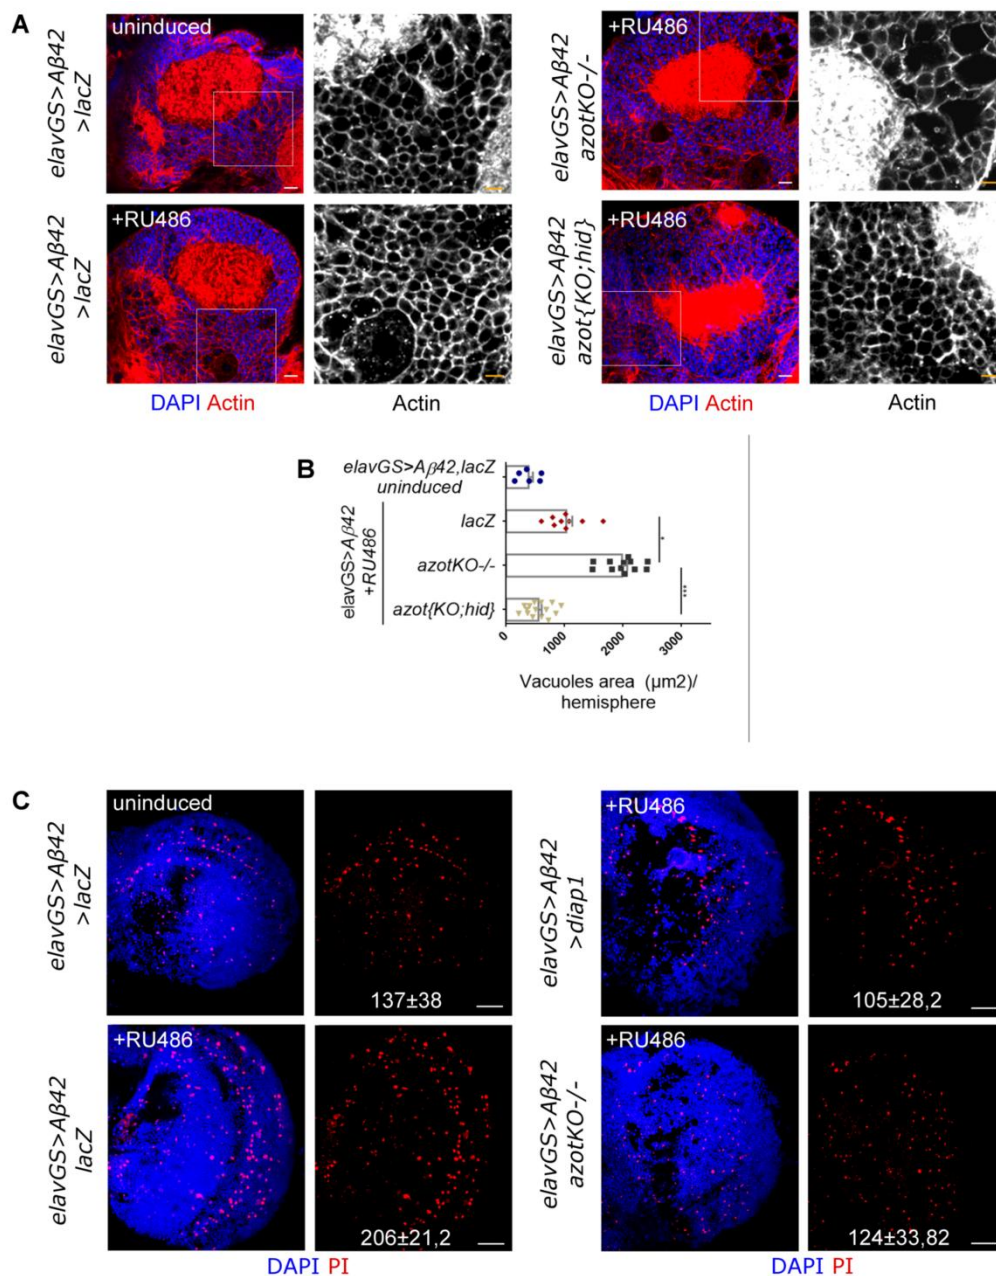 A
elavGS>Aβ42
>lacZ
uninduced
+RU486
elavGS>Aβ42
azotKO-/-
elavGS>Aβ42
>lacZ
+RU486
+RU486
elavGS>Aβ42
azot{KO;hid}
DAPI Actin
Actin
DAPI Actin
Actin
B
elavGS>Aβ42,lacZ
uninduced
elavGS>Aβ42
+RU486
lacZ
azotKO-/-
azot{KO;hid}
*
***
0
1000
2000
3000
Vacuoles area (µm2)/
hemisphere
C
elavGS>Aβ42
>lacZ
uninduced
137±38
+RU486
elavGS>Aβ42
>diap1
105±28,2
elavGS>Aβ42
lacZ
+RU486
206±21,2
+RU486
elavGS>Aβ42
azotKO-/-
124±33,82
DAPI PI
DAPI PI